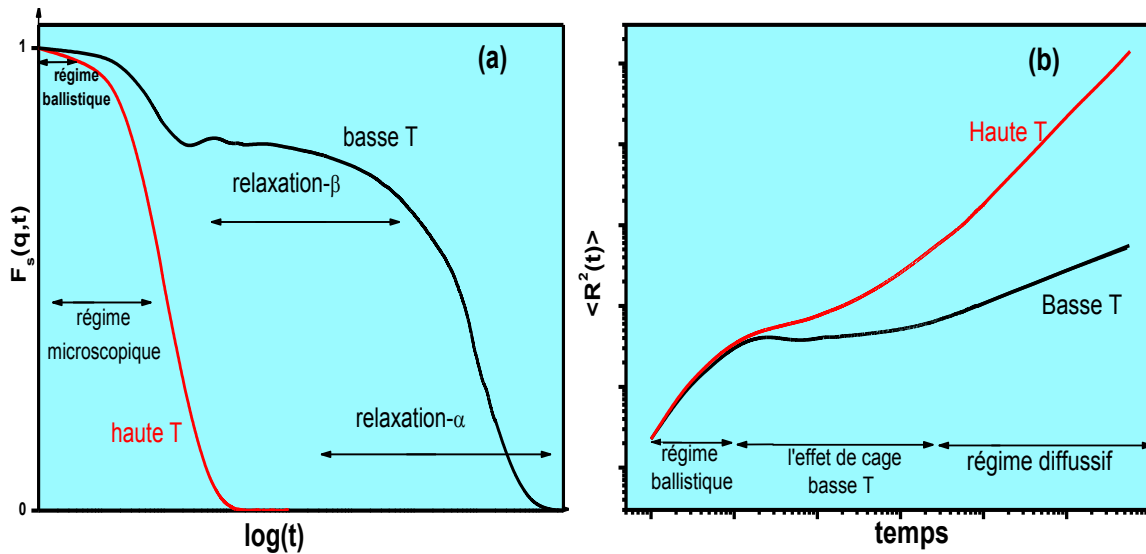 (a)
1
régime
ballistique
basse T
relaxation-β
F_s(q,t)
régime
microscopique
haute T
relaxation-α
0
log(t)
(b)
Haute T
<R²(t)>
Basse T
régime
ballistique
l'effet de cage
basse T
régime diffussif
temps